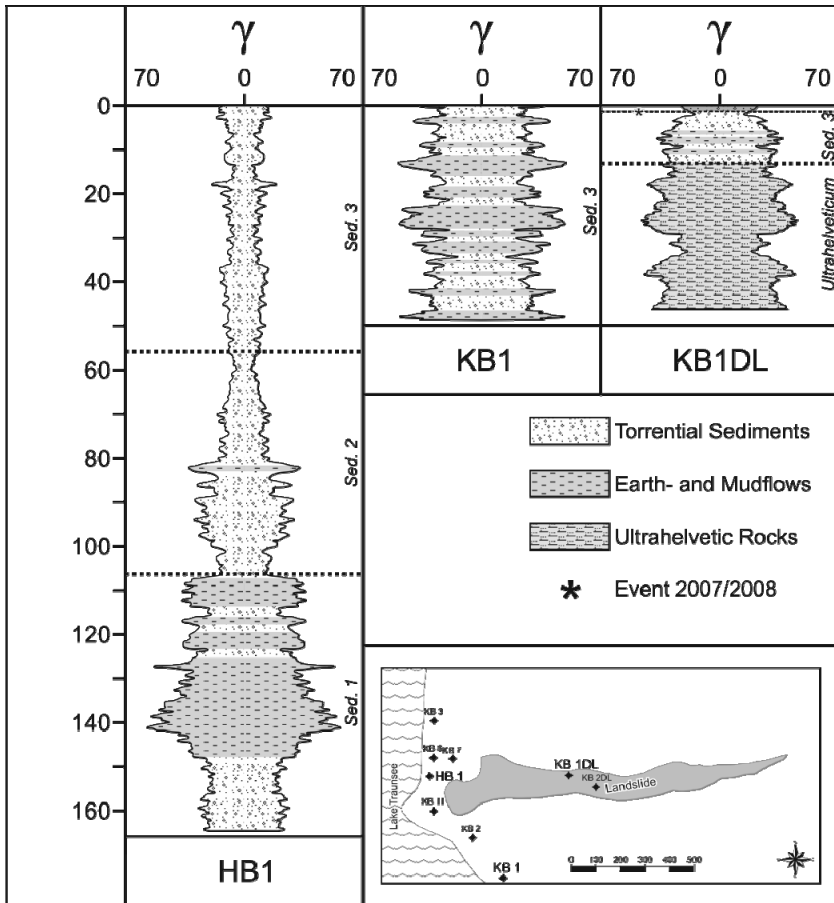 γ
70 0 70
γ
70 0 70
γ
70 0 70
0
20
40
60
80
100
120
140
160
Sed. 3
Sed. 2
Sed. 1
HB1
Sed. 3
KB1
*
Sed. 3
Ultrahelveticum
KB1DL
Torrential Sediments
Earth- and Mudflows
Ultrahelvetic Rocks
* Event 2007/2008
Lake Traunsee
KB 3
KB 7
HB 1
KB 11
KB 2
KB 1
KB 1DL
KB 2DL
Landslide
0 100 200 300 400 500